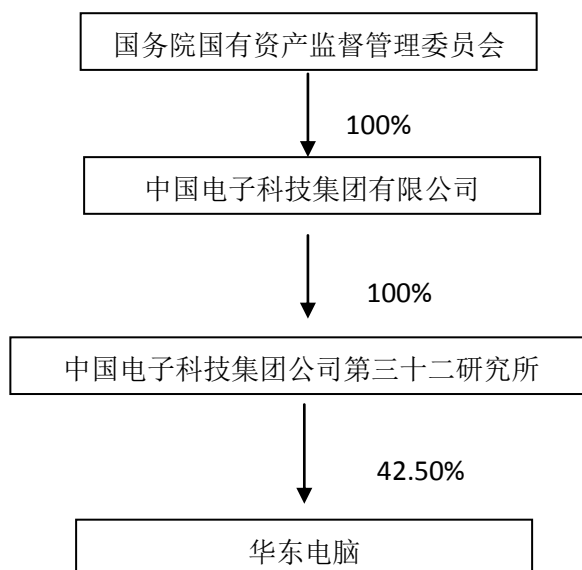 国务院国有资产监督管理委员会
100%
中国电子科技集团有限公司
100%
中国电子科技集团公司第三十二研究所
42.50%
华东电脑